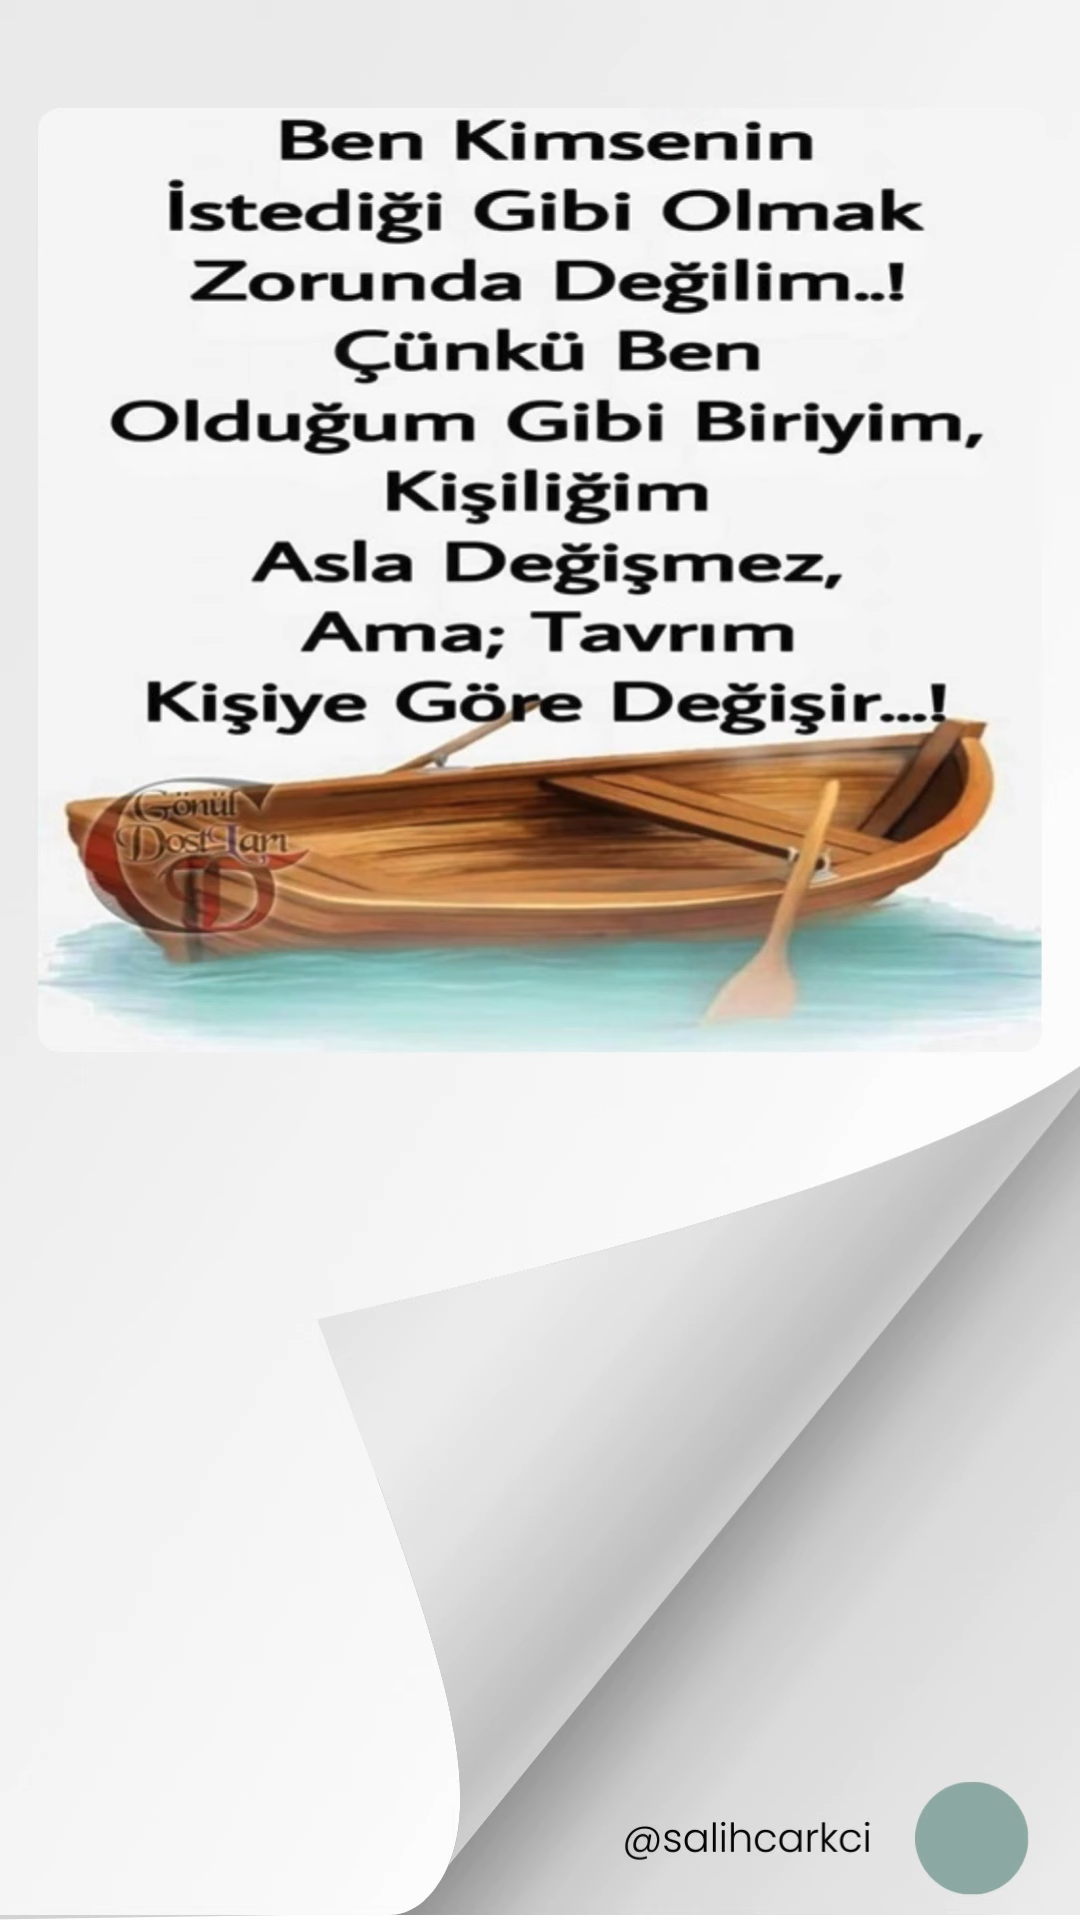 Ben Kimsenin
İstediği Gibi Olmak
Zorunda Değilim..!
Çünkü Ben
Olduğum Gibi Biriyim,
Kişiliğim
Asla Değişmez,
Ama; Tavrım
Kişiye Göre Değişir...!
Gönül
Dostları
@salihcarkci